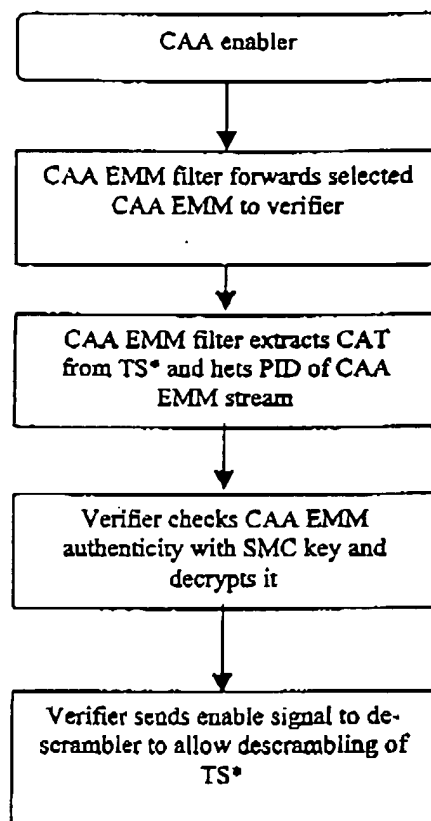 CAA enabler
CAA EMM filter forwards selected
CAA EMM to verifier
CAA EMM filter extracts CAT
from TS* and hets PID of CAA
EMM stream
Verifier checks CAA EMM
authenticity with SMC key and
decrypts it
Verifier sends enable signal to de-
scrambler to allow descrambling of
TS*